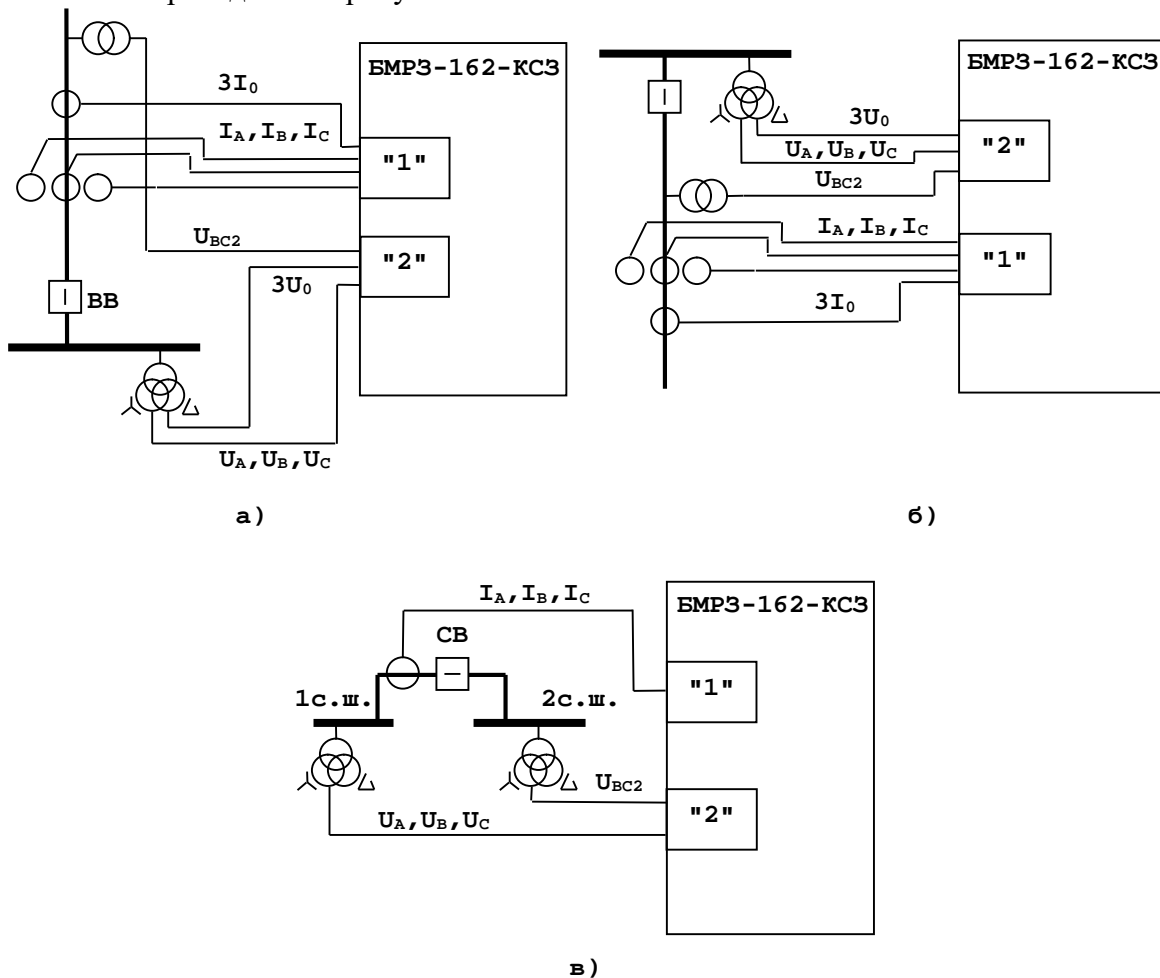 БМРЗ-162-КСЗ
3I0
IA,IB,IC
"1"
UBC2
"2"
3U0
ВВ
UA,UB,UC
а)
БМРЗ-162-КСЗ
3U0
UA,UB,UC
"2"
UBC2
IA,IB,IC
"1"
3I0
б)
IA,IB,IC
БМРЗ-162-КСЗ
СВ
"1"
1с.ш.
2с.ш.
UBC2
"2"
UA,UB,UC
в)